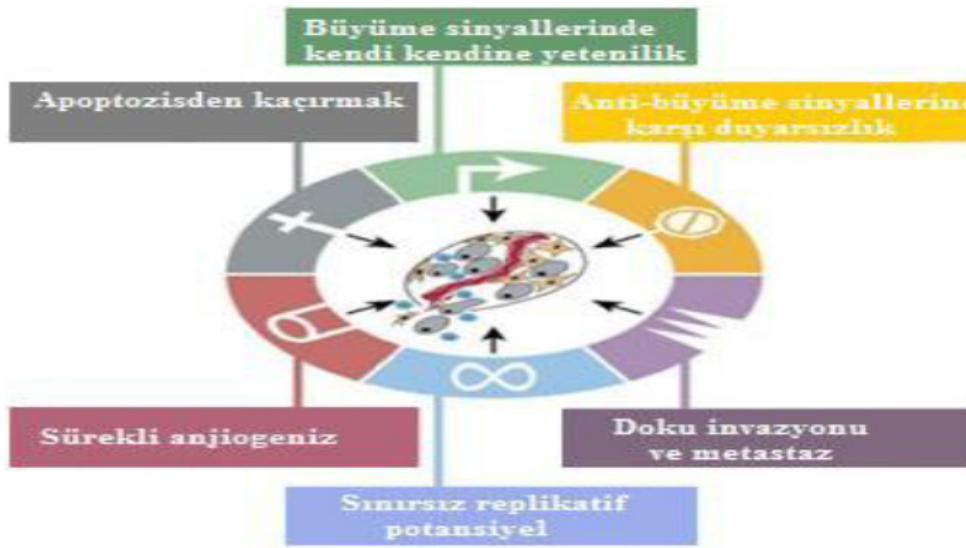 Büyüme sinyallerinde
kendi kendine yetenilik
Apoptozisden kaçırmak
Anti-büyüme sinyallerine
karşı duyarsızlık
Sürekli anjiogeniz
Doku invazyonu
ve metastaz
Sınırsız replikatif
potansiyel